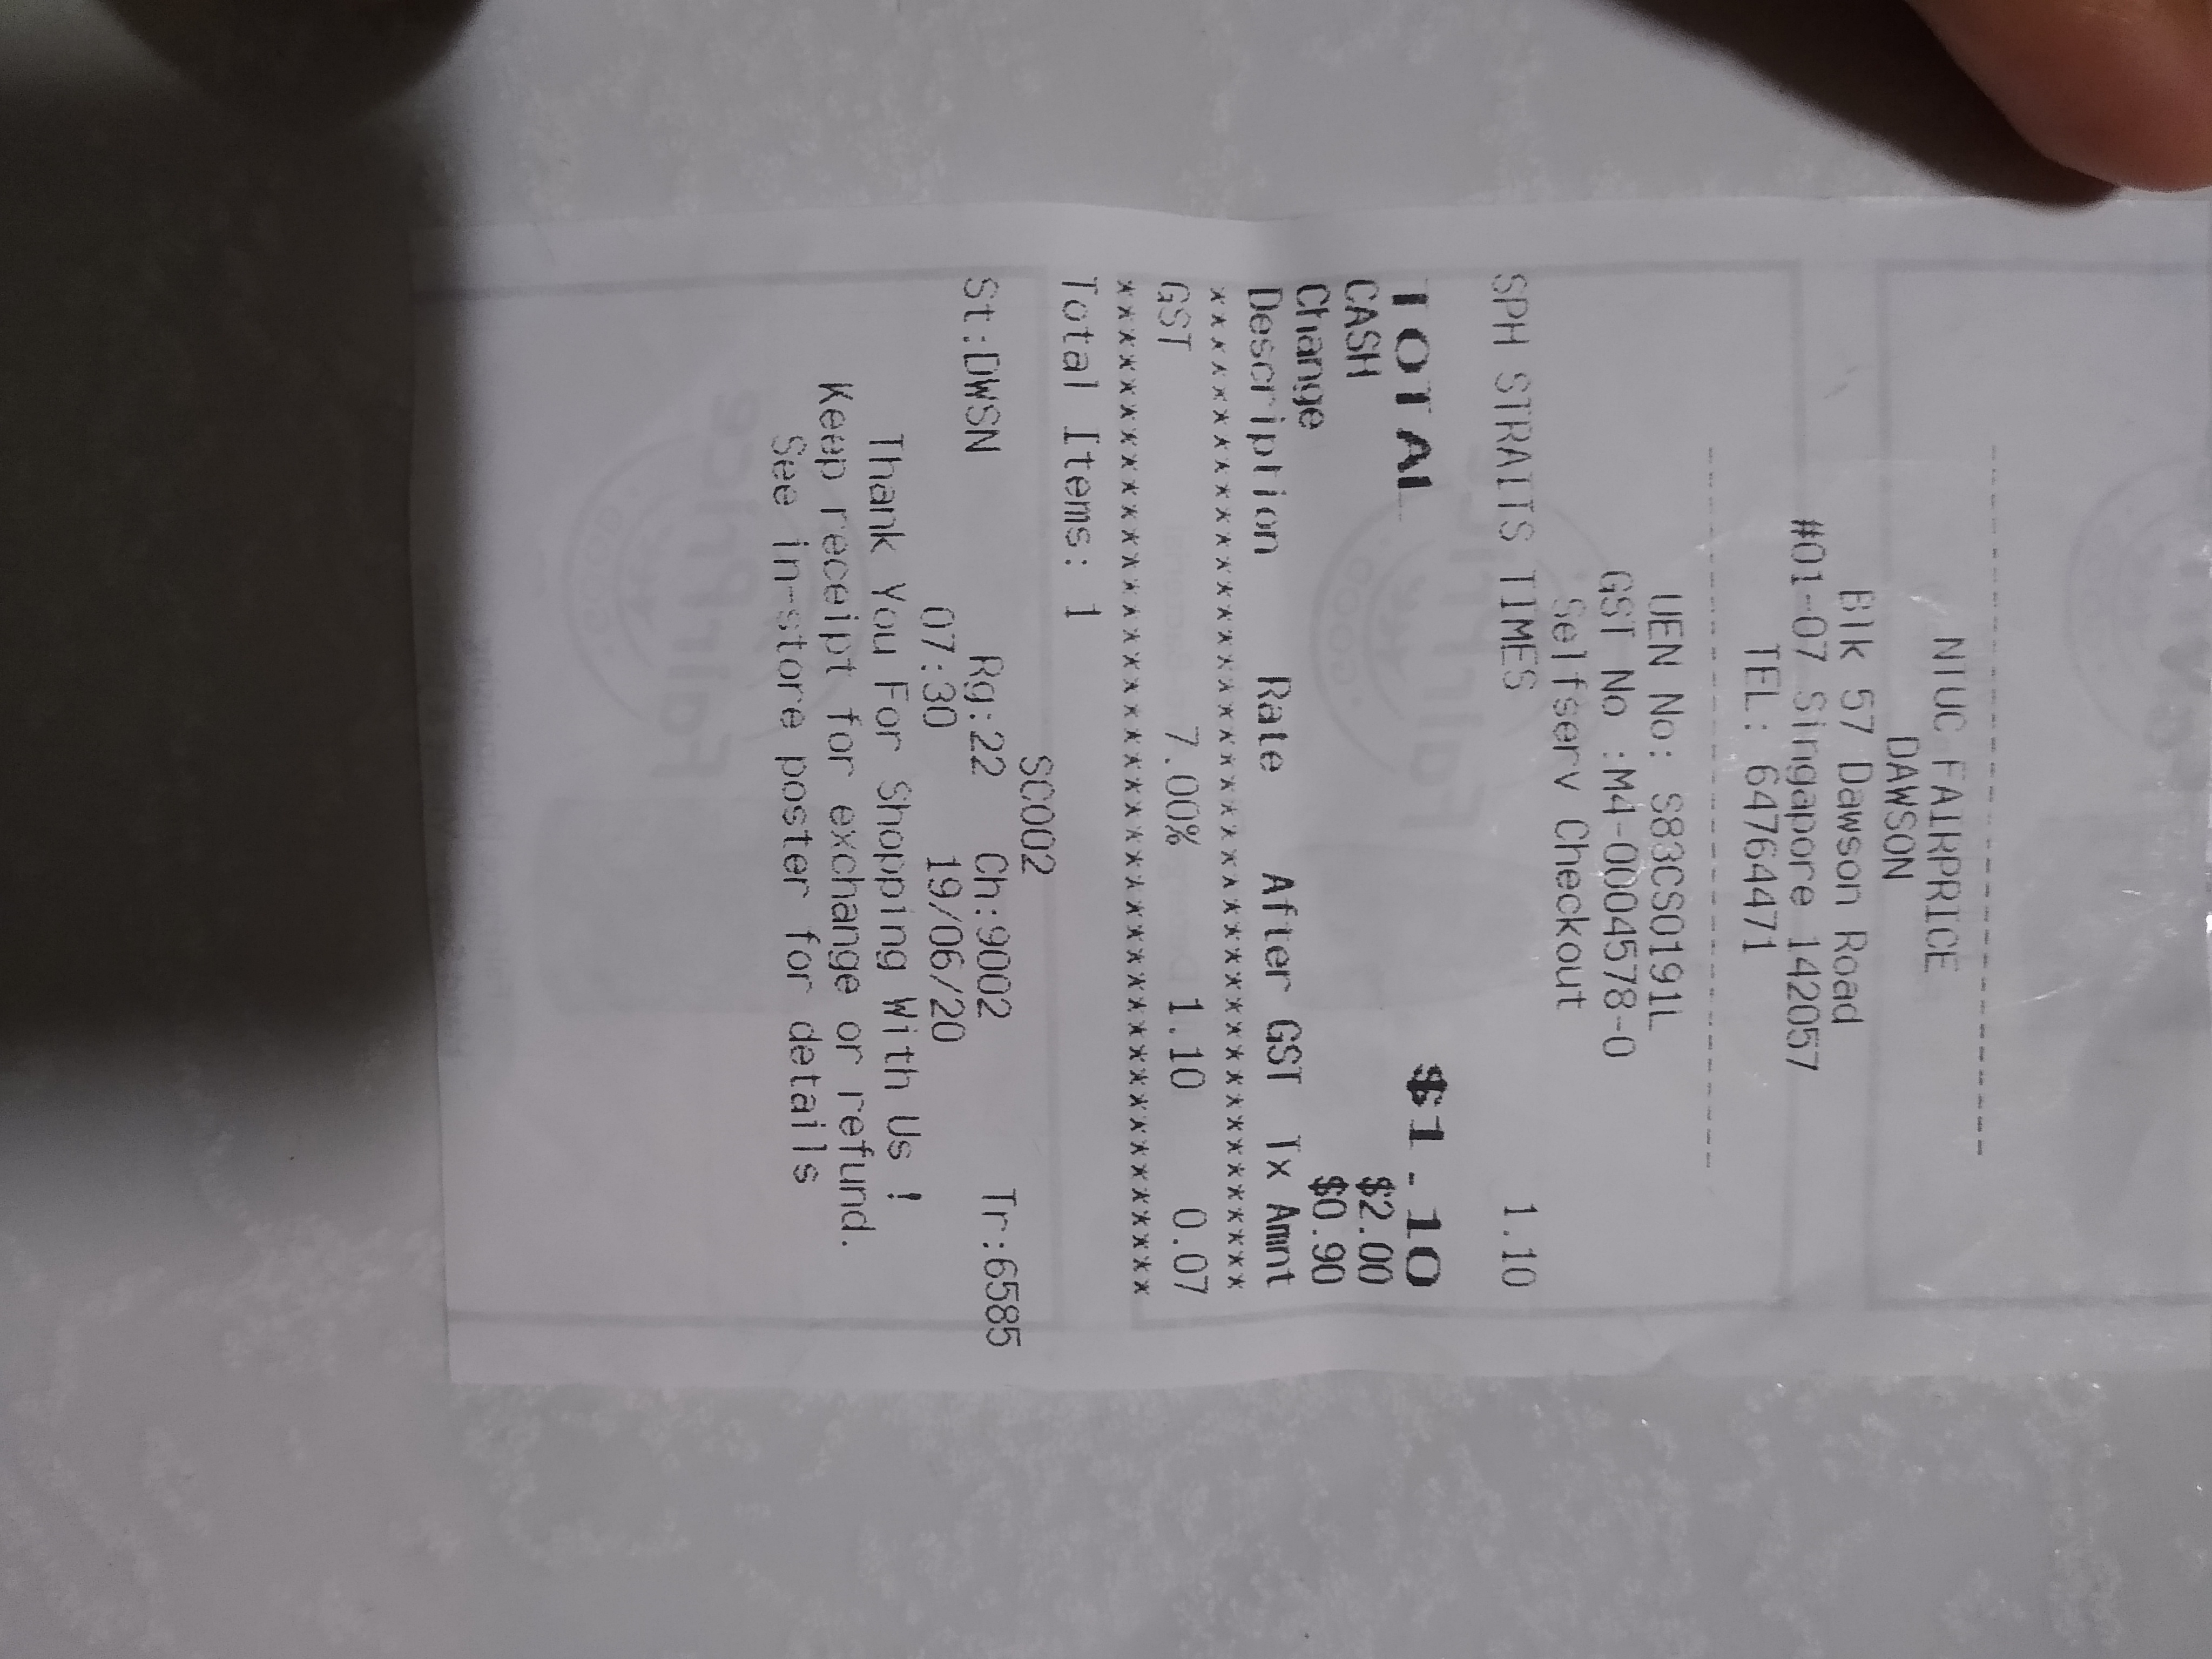 NTUC FAIRPRICE
DAWSON
Blk 57 Dawson Road
#01-07 Singapore 142057
TEL: 64764471
UEN No: S83CS0191L
GST No :M4-0004578-0
Selfserv Checkout
SPH STRAITS TIMES 1.10
TOTAL $1.10
CASH $2.00
Change $0.90
Description Rate After GST Tx Amnt
******************************************
GST 7.00% 1.10 0.07
******************************************
Total Items: 1
SC002
St:DWSN Rg:22 Ch:9002 Tr:6585
07:30 19/06/20
Thank You For Shopping With Us !
Keep receipt for exchange or refund.
See in-store poster for details
FairPrice
FairPrice